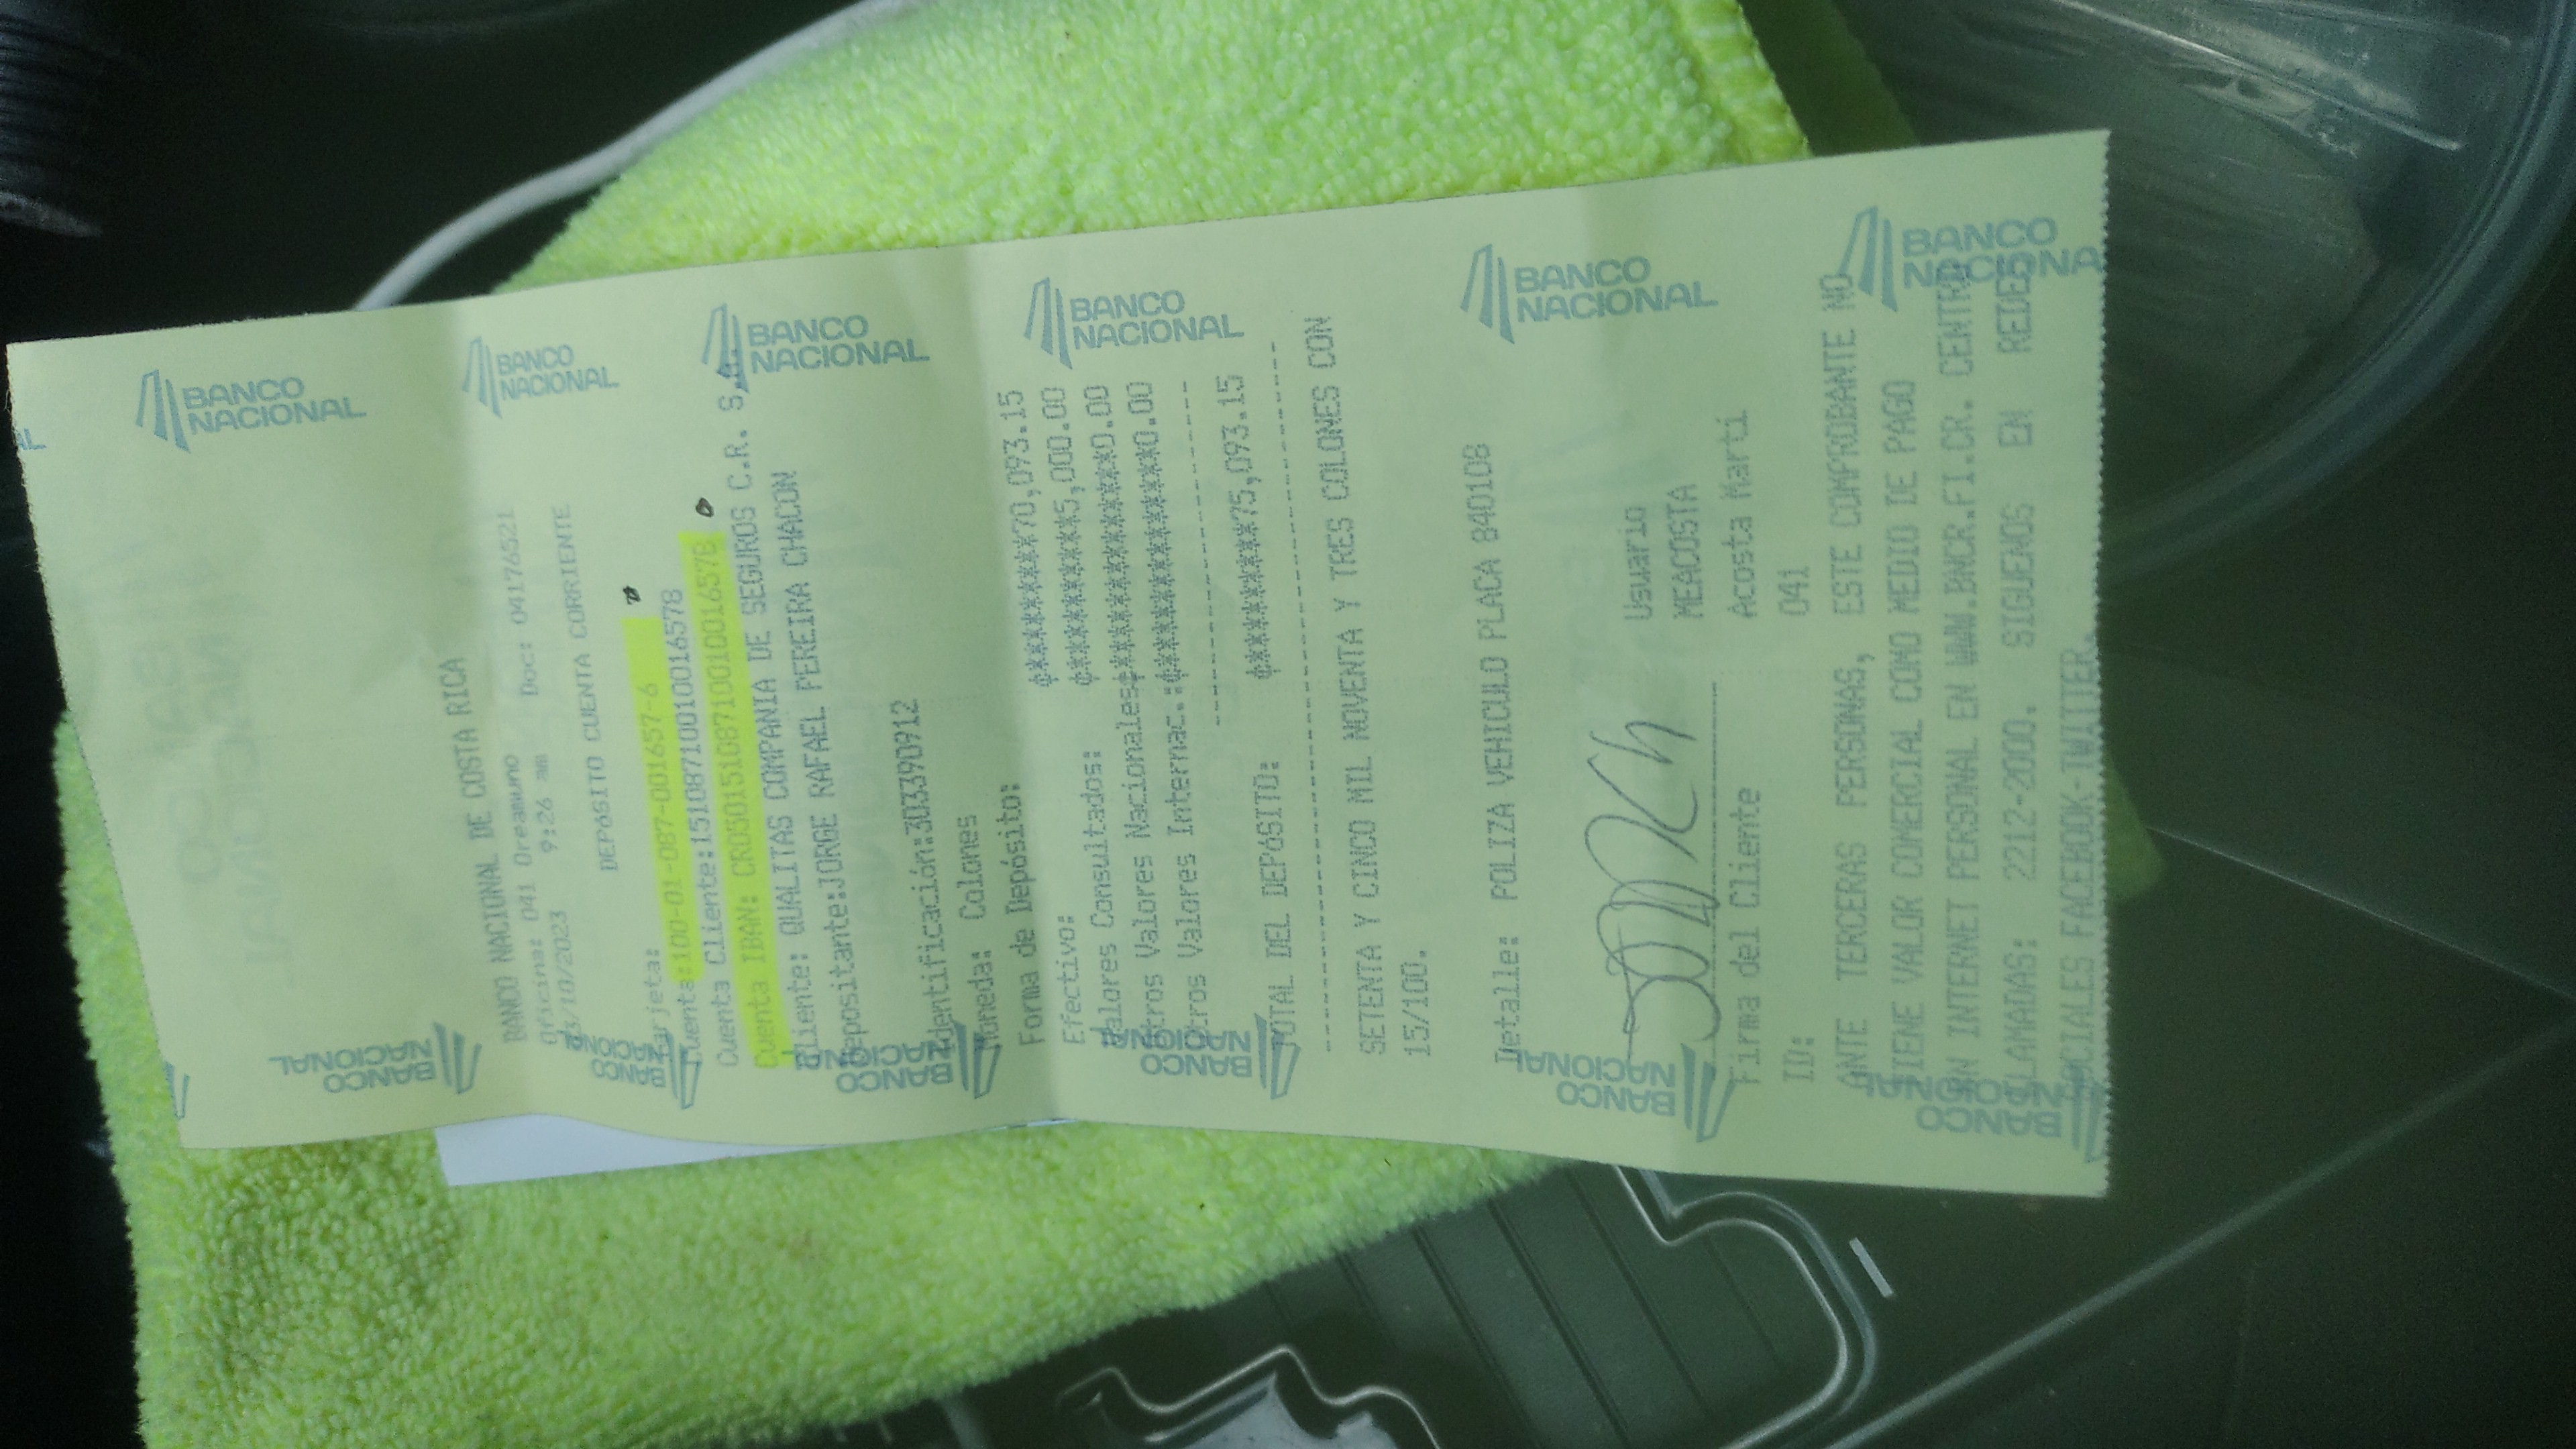 BANCO NACIONAL
BANCO NACIONAL DE COSTA RICA
Oficina: 041 Oreamuno Doc: 04176521
/10/2023 9:26 am
DEPÓSITO CUENTA CORRIENTE
Tarjeta:
Cuenta:100-01-087-001657-6
Cuenta Cliente:15108710010016578
Cuenta IBAN: CR05015108710010016578
Cliente: QUALITAS COMPANIA DE SEGUROS C.R. S.A.
Depositante:JORGE RAFAEL PEREIRA CHACON
Identificación:303390912
Moneda: Colones
Forma de Depósito:
Efectivo: ¢********70,093.15
Valores Consultados: ¢*********5,000.00
Otros Valores Nacionales¢*************0.00
Otros Valores Internac.:¢*************0.00
TOTAL DEL DEPÓSITO: ¢********75,093.15
SETENTA Y CINCO MIL NOVENTA Y TRES COLONES CON
15/100.
Detalle: POLIZA VEHICULO PLACA 840108
Usuario
MEACOSTA
Firma del Cliente Acosta Marti
ID: 041
ANTE TERCERAS PERSONAS, ESTE COMPROBANTE NO
TIENE VALOR COMERCIAL COMO MEDIO DE PAGO
BN INTERNET PERSONAL EN WWW.BNCR.FI.CR. CENTRO
LLAMADAS: 2212-2000. SIGUENOS EN REDES
SOCIALES FACEBOOK-TWITTER.